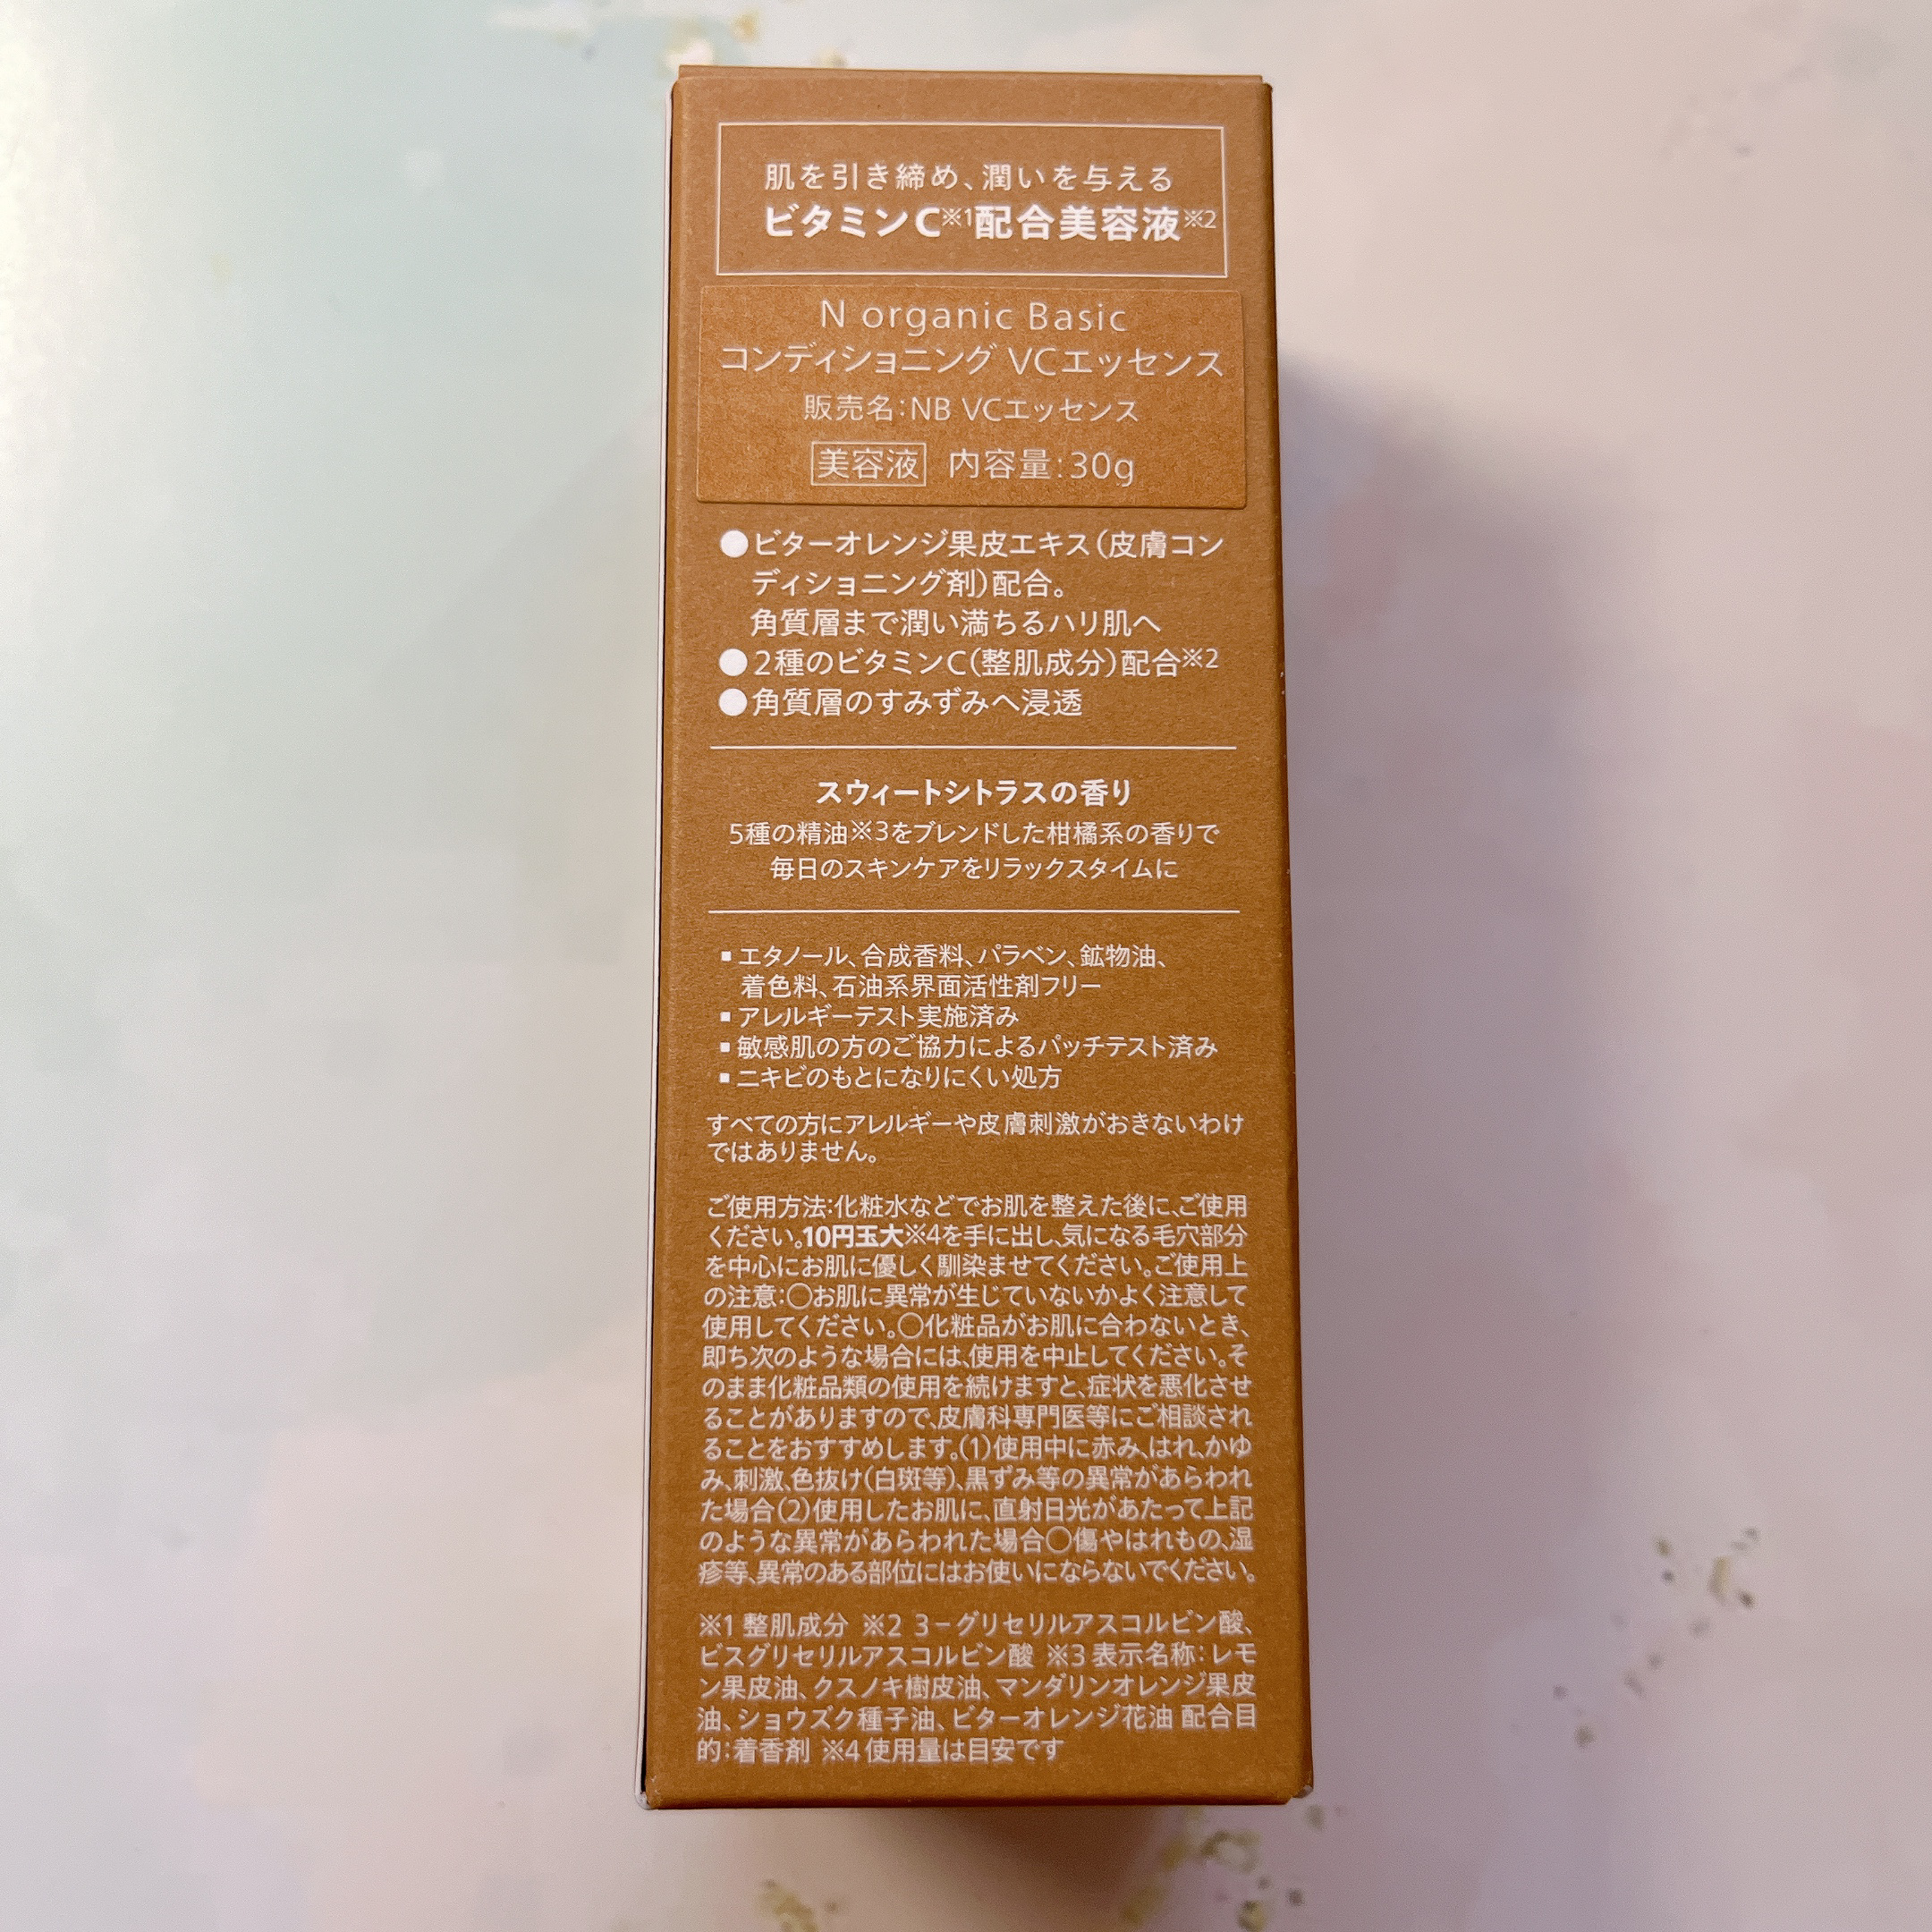 肌を引き締め、潤いを与える
ビタミンC※1配合美容液※2
N organic Basic
コンディショニング VCエッセンス
販売名:NB VCエッセンス
美容液 内容量:30g
●ビターオレンジ果皮エキス(皮膚コン
ディショニング剤)配合。
角質層まで潤い満ちるハリ肌へ
●2種のビタミンC(整肌成分)配合※2
●角質層のすみずみへ浸透
スウィートシトラスの香り
5種の精油※3をブレンドした柑橘系の香りで
毎日のスキンケアをリラックスタイムに
▪エタノール、合成香料、パラベン、鉱物油、
着色料、石油系界面活性剤フリー
▪アレルギーテスト実施済み
▪敏感肌の方のご協力によるパッチテスト済み
▪ニキビのもとになりにくい処方
すべての方にアレルギーや皮膚刺激がおきないわけ
ではありません。
ご使用方法:化粧水などでお肌を整えた後に、ご使用
ください。10円玉大※4を手に出し、気になる毛穴部分
を中心にお肌に優しく馴染ませてください。ご使用上
の注意:○お肌に異常が生じていないかよく注意して
使用してください。○化粧品がお肌に合わないとき、
即ち次のような場合には、使用を中止してください。そ
のまま化粧品類の使用を続けますと、症状を悪化させ
ることがありますので、皮膚科専門医等にご相談され
ることをおすすめします。(1)使用中に赤み、はれ、かゆ
み、刺激、色抜け(白斑等)、黒ずみ等の異常があらわれ
た場合(2)使用したお肌に、直射日光があたって上記
のような異常があらわれた場合○傷やはれもの、湿
疹等、異常のある部位にはお使いにならないでください。
※1 整肌成分 ※2 3-グリセリルアスコルビン酸、
ビスグリセリルアスコルビン酸 ※3 表示名称:レモ
ン果皮油、クスノキ樹皮油、マンダリンオレンジ果皮
油、ショウズク種子油、ビターオレンジ花油 配合目
的:着香剤 ※4 使用量は目安です